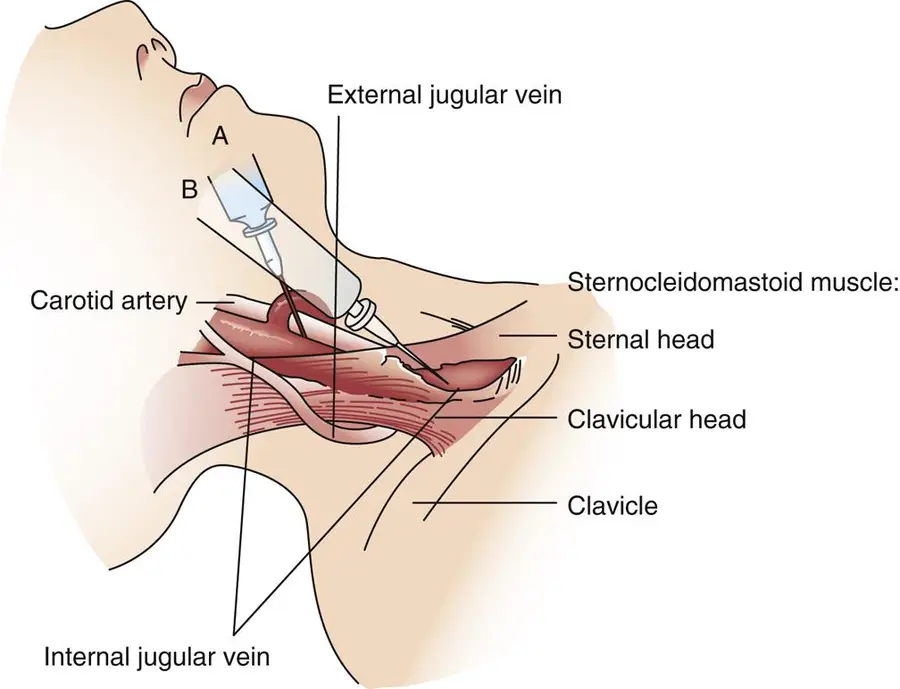 External jugular vein
A
B
Carotid artery
Sternocleidomastoid muscle:
Sternal head
Clavicular head
Clavicle
Internal jugular vein